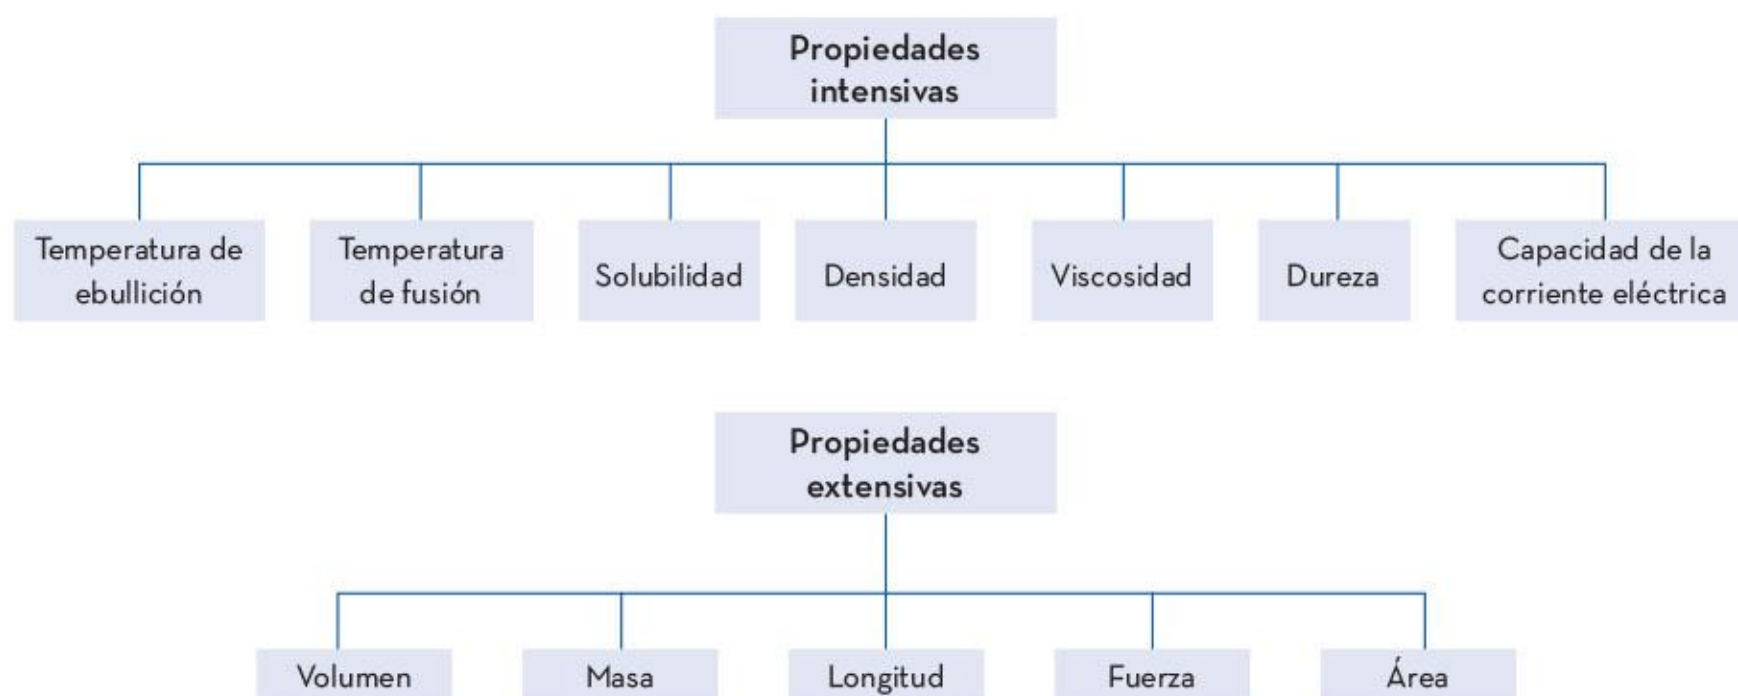 Propiedades
intensivas
Temperatura de
ebullición
Temperatura
de fusión
Solubilidad
Densidad
Viscosidad
Dureza
Capacidad de la
corriente eléctrica
Propiedades
extensivas
Volumen
Masa
Longitud
Fuerza
Área